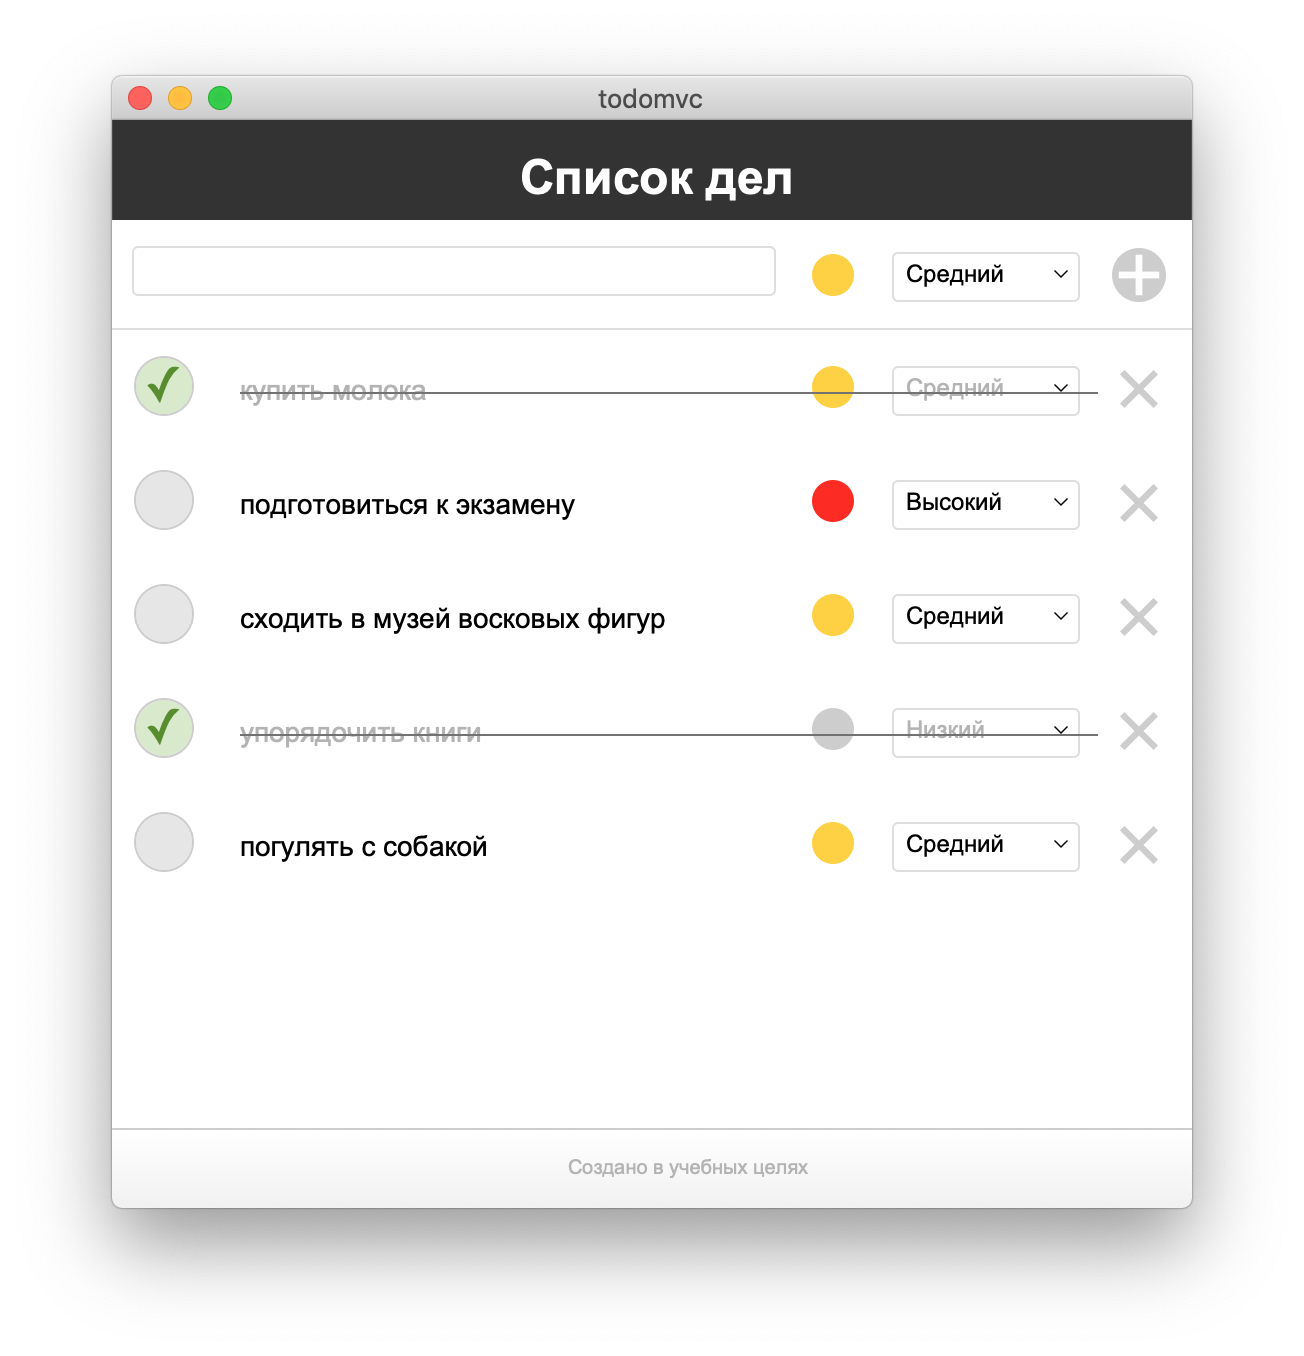 todomvc
Список дел
Средний
купить молока Средний
подготовиться к экзамену Высокий
сходить в музей восковых фигур Средний
упорядочить книги Низкий
погулять с собакой Средний
Создано в учебных целях